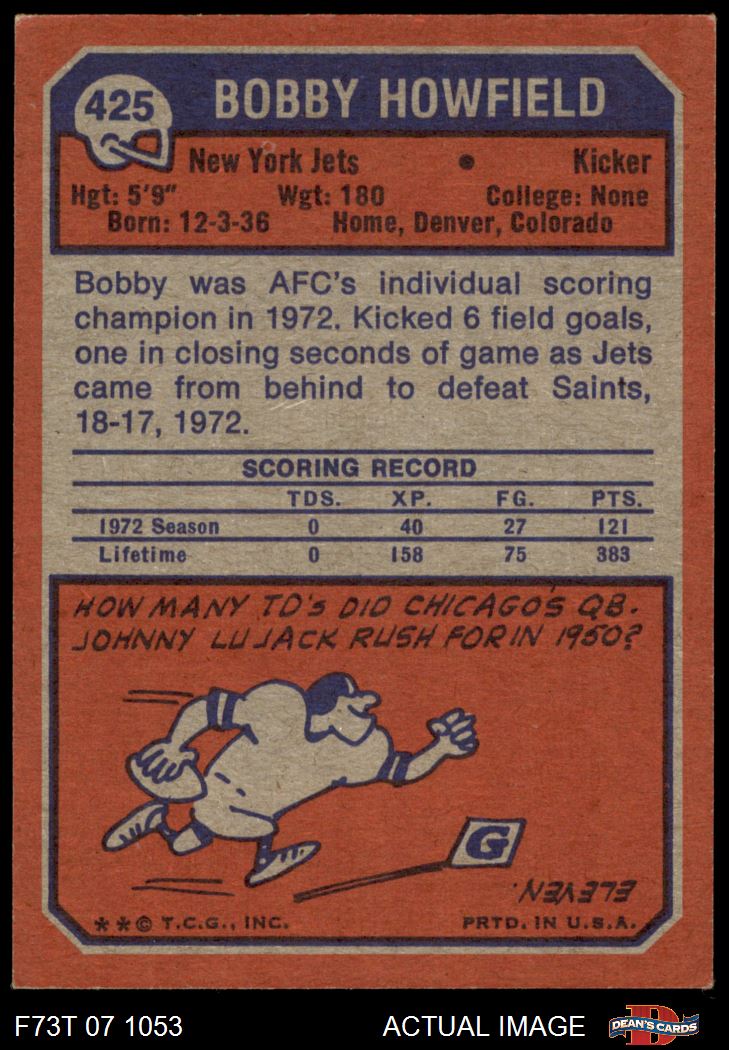 425
BOBBY HOWFIELD
New York Jets • Kicker
Hgt: 5'9" Wgt: 180 College: None
Born: 12-3-36 Home, Denver, Colorado
Bobby was AFC's individual scoring
champion in 1972. Kicked 6 field goals,
one in closing seconds of game as Jets
came from behind to defeat Saints,
18-17, 1972.
SCORING RECORD
TDS. XP. FG. PTS.
1972 Season 0 40 27 121
Lifetime 0 158 75 383
HOW MANY TD'S DID CHICAGO'S QB.
JOHNNY LUJACK RUSH FOR IN 1950?
G
ELEVEN.
**© T.C.G., INC. PRTD. IN U.S.A.
F73T 07 1053 ACTUAL IMAGE D DEAN'S CARDS